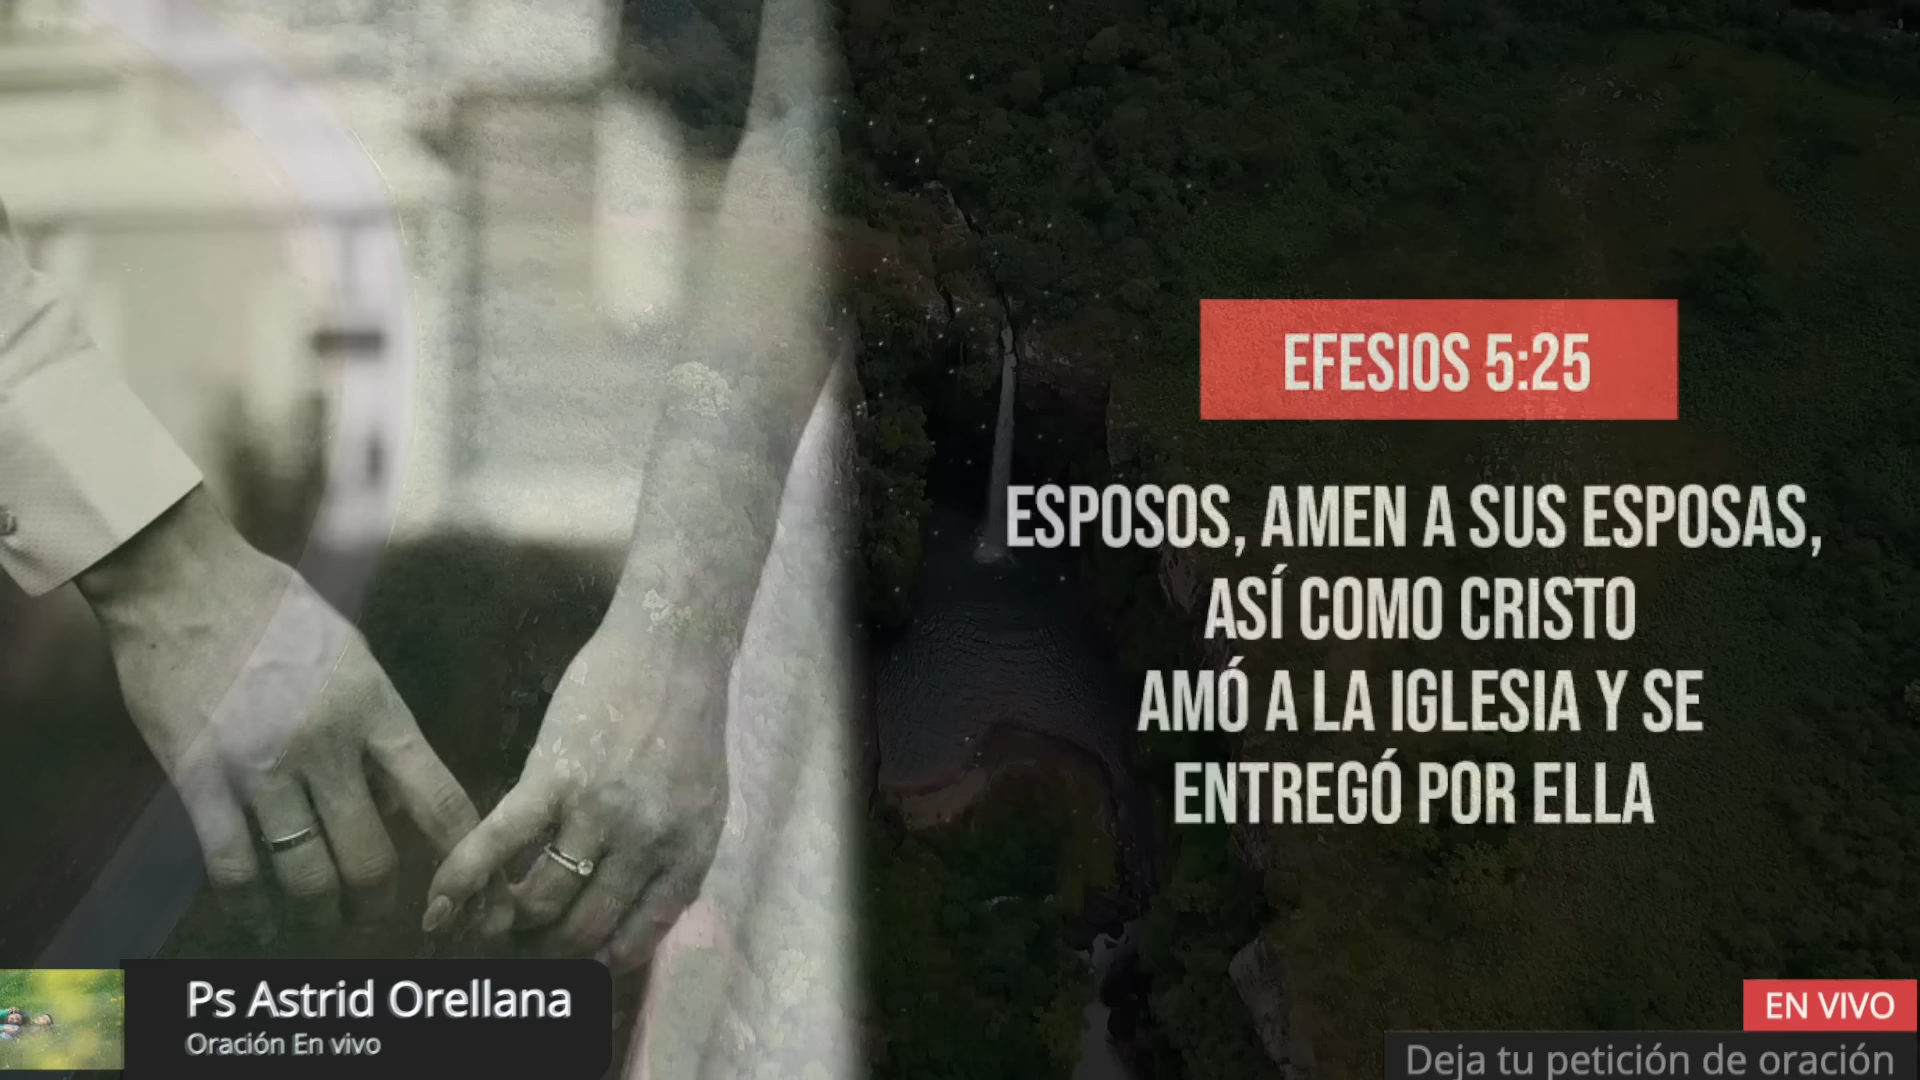 EFESIOS 5:25
ESPOSOS, AMEN A SUS ESPOSAS,
ASÍ COMO CRISTO
AMÓ A LA IGLESIA Y SE
ENTREGÓ POR ELLA
Ps Astrid Orellana
Oración En vivo
EN VIVO
Deja tu petición de oración